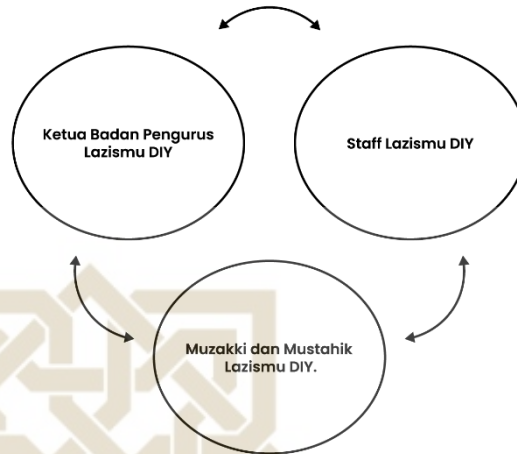 Ketua Badan Pengurus
Lazismu DIY
Staff Lazismu DIY
Muzakki dan Mustahik
Lazismu DIY.